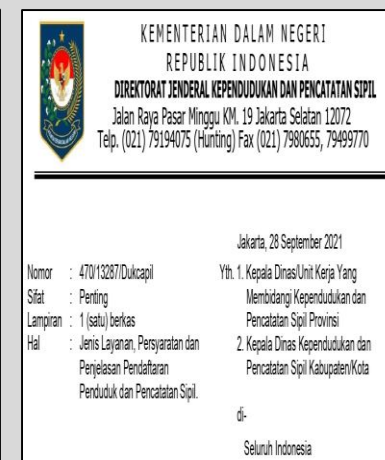 KEMENTERIAN DALAM NEGERI
REPUBLIK INDONESIA
DIREKTORAT JENDERAL KEPENDUDUKAN DAN PENCATATAN SIPIL
Jalan Raya Pasar Minggu KM. 19 Jakarta Selatan 12072
Telp. (021) 79194075 (Hunting) Fax (021) 7980655, 79499770
Jakarta, 28 September 2021
Nomor : 470/13287/Dukcapil
Sifat : Penting
Lampiran : 1 (satu) berkas
Hal : Jenis Layanan, Persyaratan dan
Penjelasan Pendaftaran
Penduduk dan Pencatatan Sipil.
Yth. 1. Kepala Dinas/Unit Kerja Yang
Membidangi Kependudukan dan
Pencatatan Sipil Provinsi
2. Kepala Dinas Kependudukan dan
Pencatatan Sipil Kabupaten/Kota
di-
Seluruh Indonesia